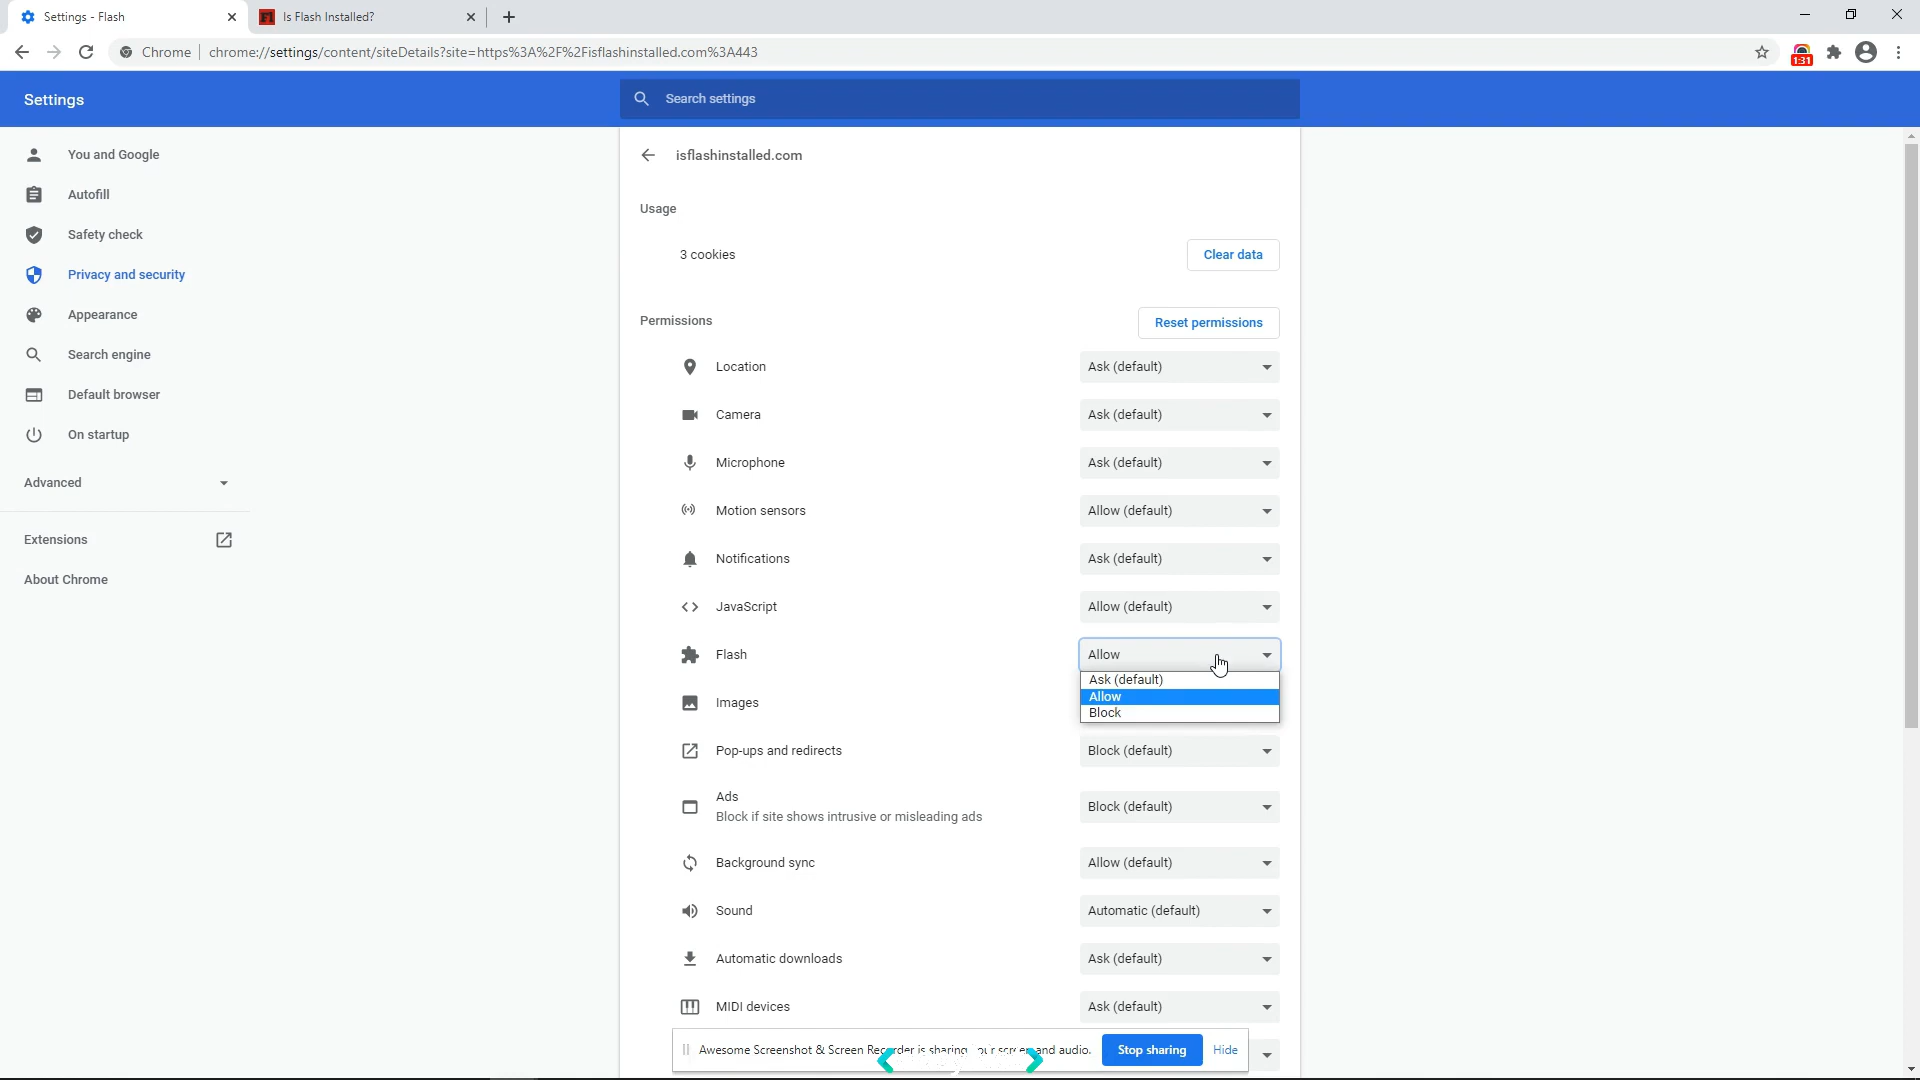 Settings - Flash
Is Flash Installed?
Chrome
chrome://settings/content/siteDetails?site=https%3A%2F%2Fisflashinstalled.com%3A443
1:31
Settings
Search settings
You and Google
Autofill
Safety check
Privacy and security
Appearance
Search engine
Default browser
On startup
Advanced
Extensions
About Chrome
isflashinstalled.com
Usage
3 cookies
Clear data
Permissions
Reset permissions
Location
Ask (default)
Camera
Ask (default)
Microphone
Ask (default)
Motion sensors
Allow (default)
Notifications
Ask (default)
JavaScript
Allow (default)
Flash
Allow
Ask (default)
Allow
Block
Images
Pop-ups and redirects
Block (default)
Ads
Block if site shows intrusive or misleading ads
Block (default)
Background sync
Allow (default)
Sound
Automatic (default)
Automatic downloads
Ask (default)
MIDI devices
Ask (default)
Awesome Screenshot & Screen Recorder is sharing your screen and audio.
Stop sharing
Hide